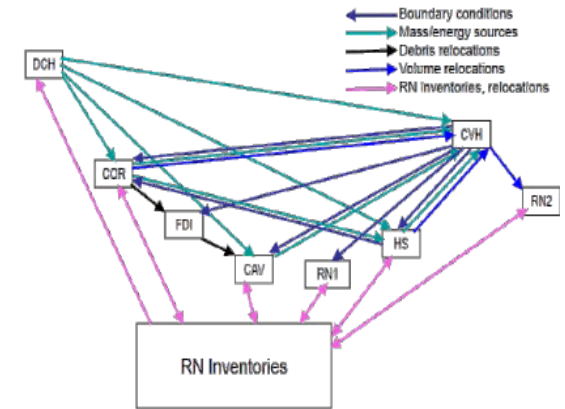 Boundary conditions
Mass/energy sources
Debris relocations
Volume relocations
RN Inventories, relocations
DCH
CVH
COR
RN2
FDI
HS
CAV
RN1
RN Inventories